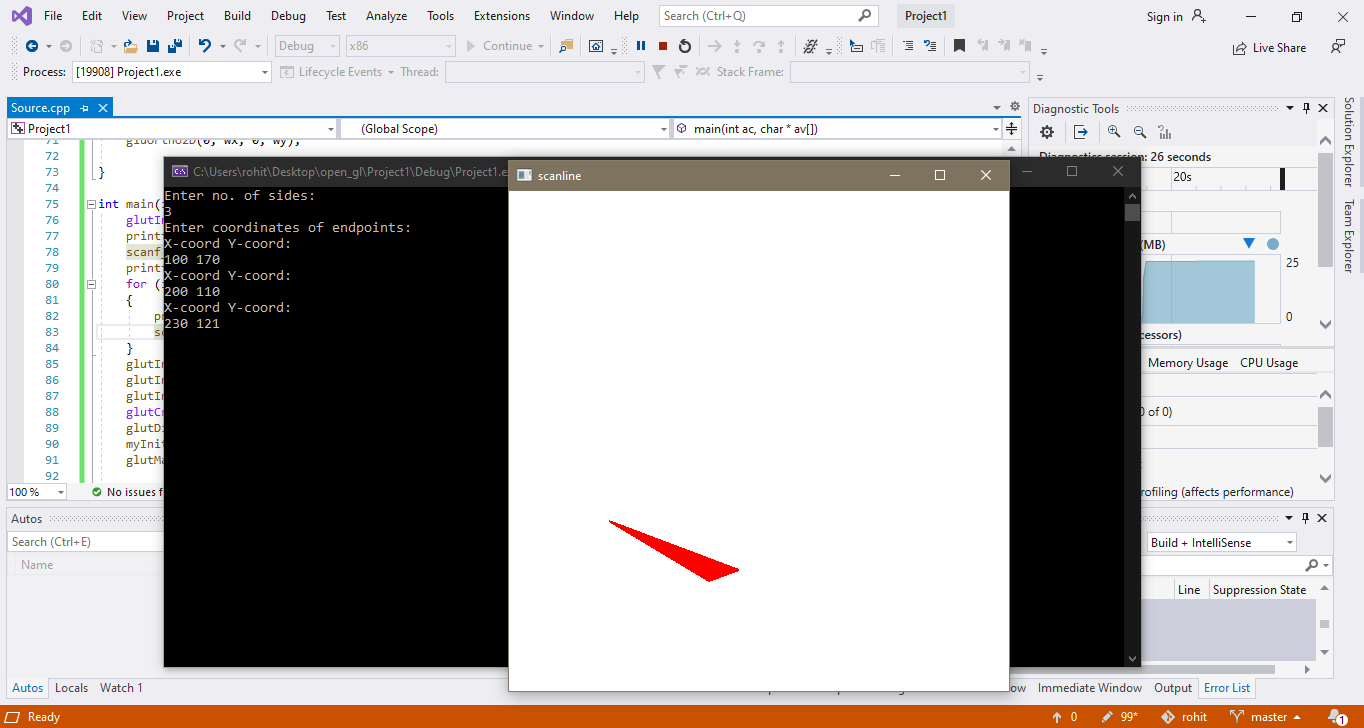 File Edit View Project Build Debug Test Analyze Tools Extensions Window Help Search (Ctrl+Q) Project1 Sign in
Debug x86 Continue Live Share
Process: [19908] Project1.exe Lifecycle Events Thread: Stack Frame:
Source.cpp
Project1 (Global Scope) main(int ac, char * av[])
71 gluOrtho2D(0, wx, 0, wy);
72
73 }
74
75 int main(
76 glutIn
77 print
78 scanf
79 print
80 for (
81 {
82 p
83 s
84 }
85 glutIn
86 glutIn
87 glutIn
88 glutCr
89 glutDi
90 myInit
91 glutMa
92
100 % No issues f
C:\Users\rohit\Desktop\open_gl\Project1\Debug\Project1.e
Enter no. of sides:
3
Enter coordinates of endpoints:
X-coord Y-coord:
100 170
X-coord Y-coord:
200 110
X-coord Y-coord:
230 121
scanline
Diagnostic Tools
Diagnostics session: 26 seconds
20s
(MB)
25
0
cessors)
Memory Usage CPU Usage
0 of 0)
rofiling (affects performance)
Solution Explorer
Team Explorer
Autos
Search (Ctrl+E)
Name
Build + IntelliSense
Line Suppression State
Autos Locals Watch 1
ow Immediate Window Output Error List
Ready 0 99* rohit master 1